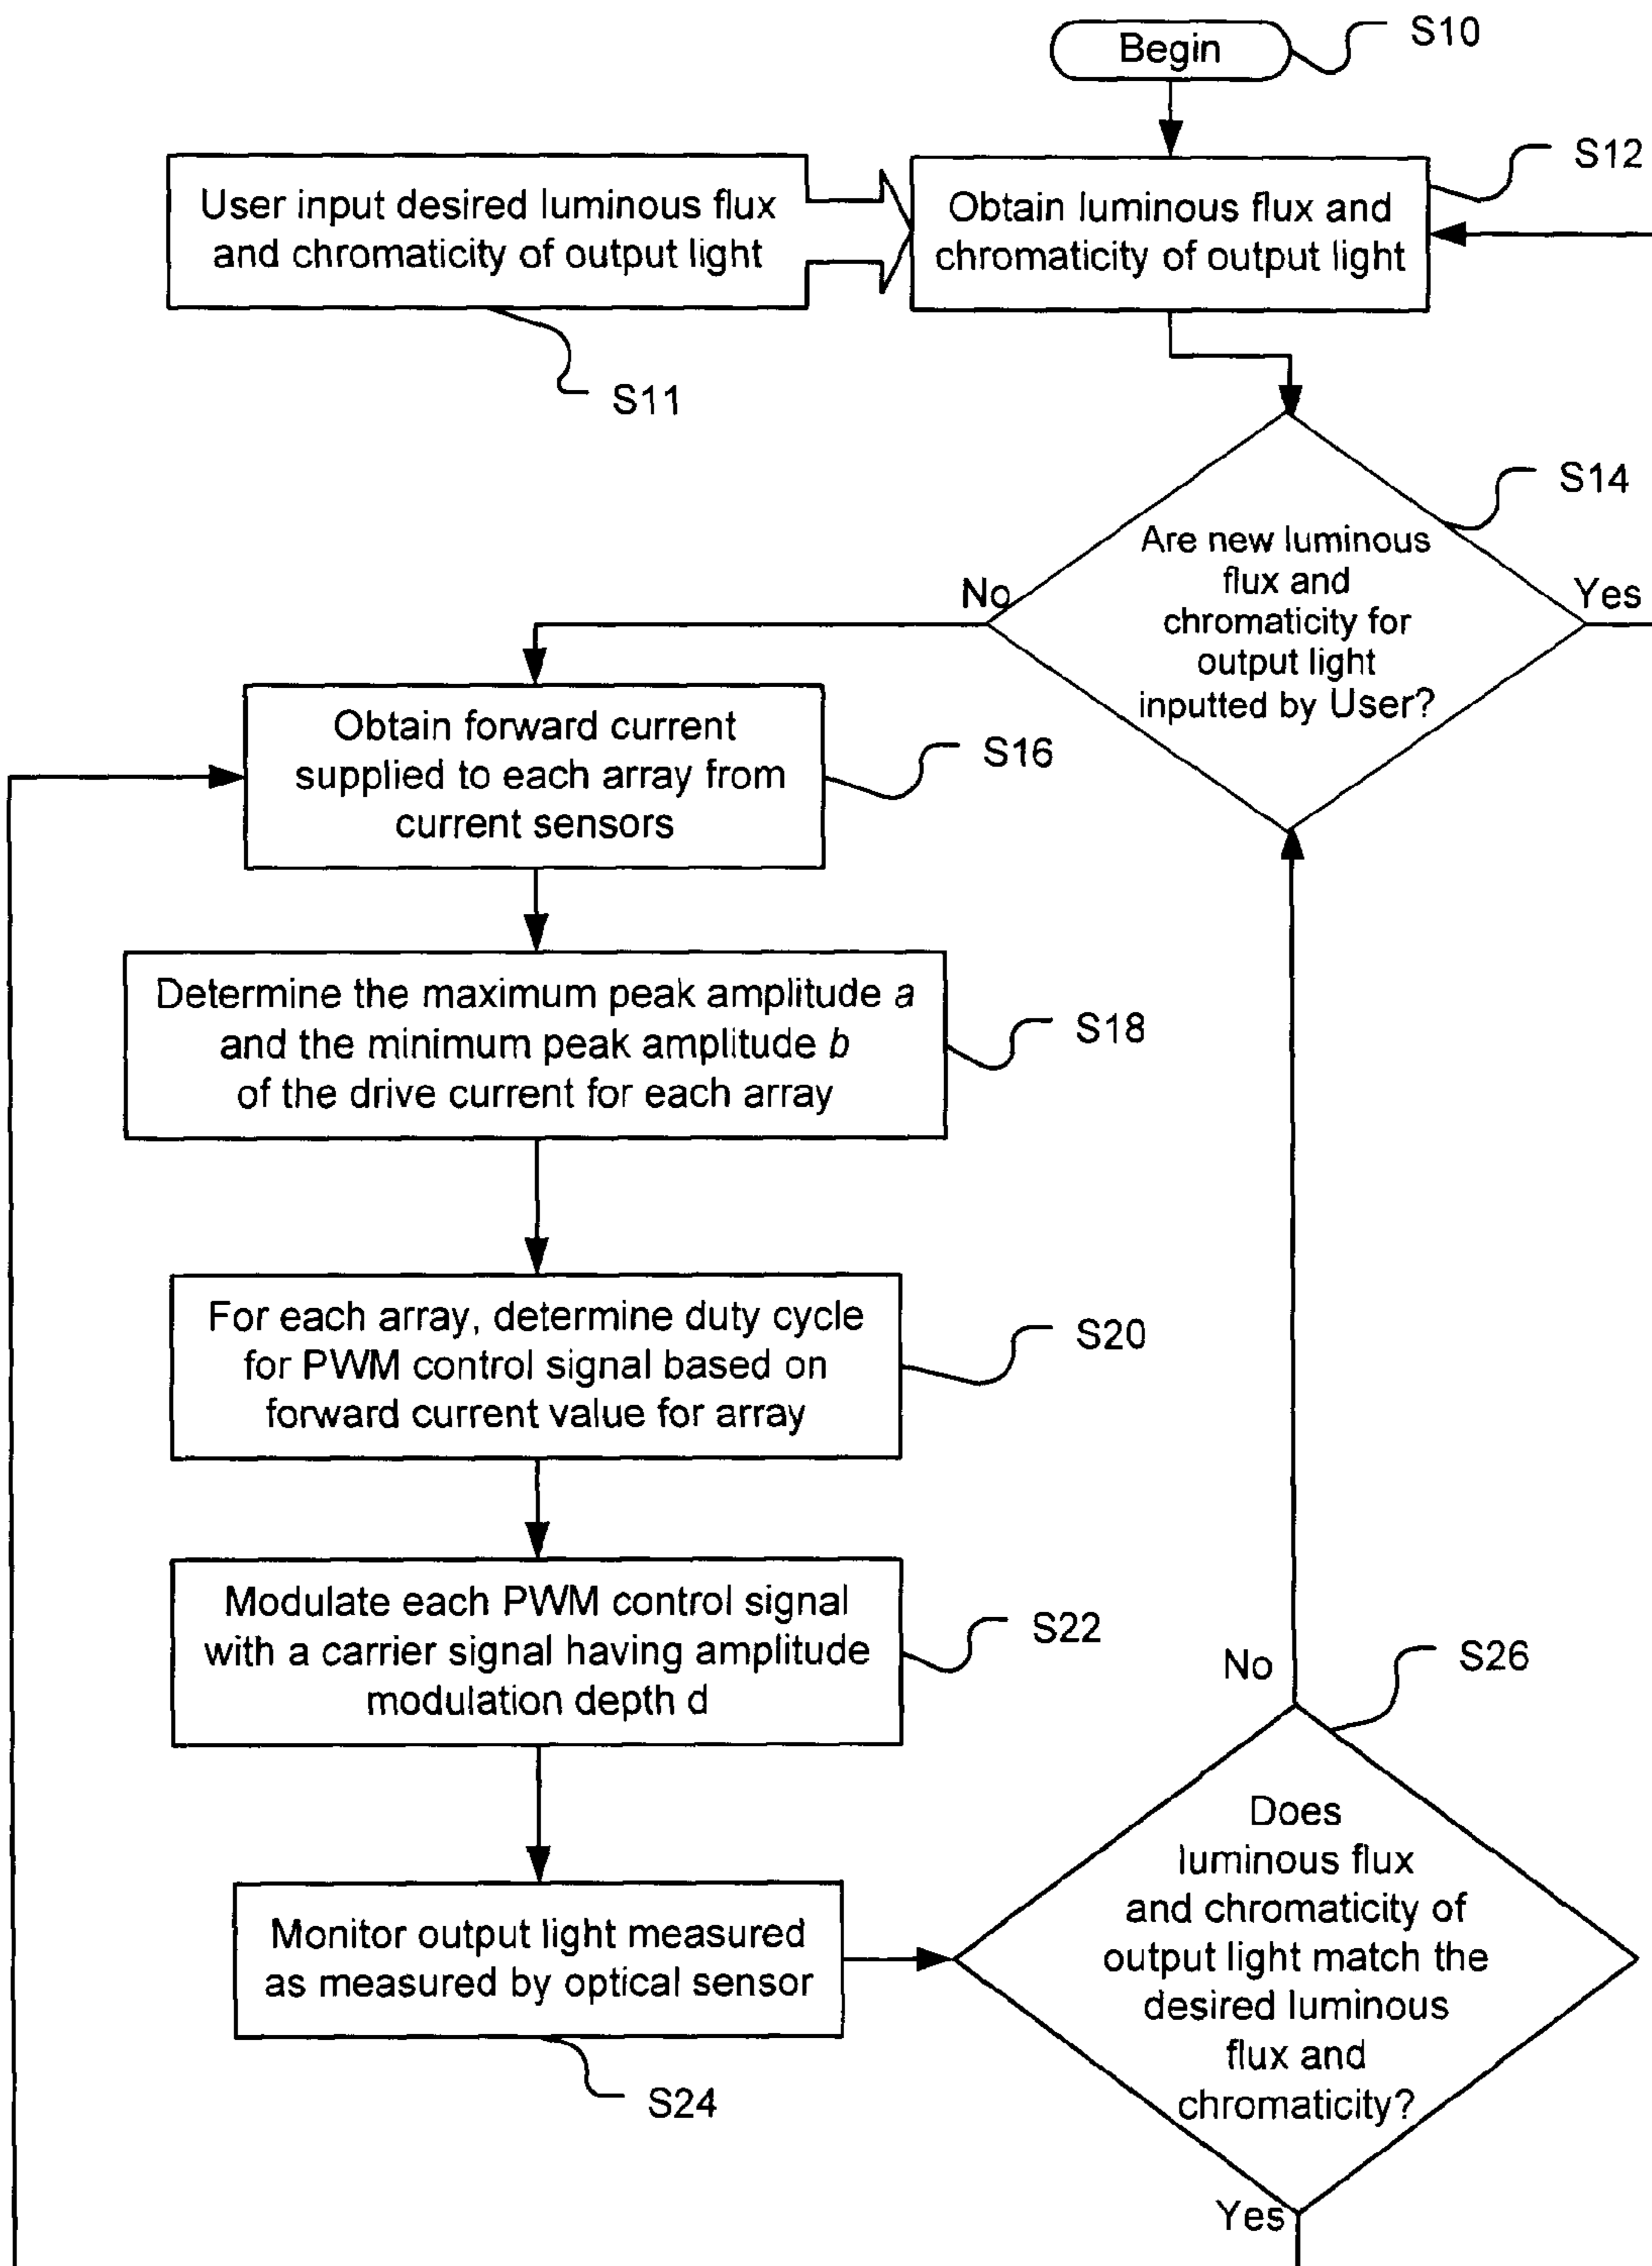 Begin
S10
User input desired luminous flux
and chromaticity of output light
S11
Obtain luminous flux and
chromaticity of output light
S12
Are new luminous
flux and
chromaticity for
output light
inputted by User?
S14
No
Yes
Obtain forward current
supplied to each array from
current sensors
S16
Determine the maximum peak amplitude a
and the minimum peak amplitude b
of the drive current for each array
S18
For each array, determine duty cycle
for PWM control signal based on
forward current value for array
S20
Modulate each PWM control signal
with a carrier signal having amplitude
modulation depth d
S22
Monitor output light measured
as measured by optical sensor
S24
No
S26
Does
luminous flux
and chromaticity of
output light match the
desired luminous
flux and
chromaticity?
Yes